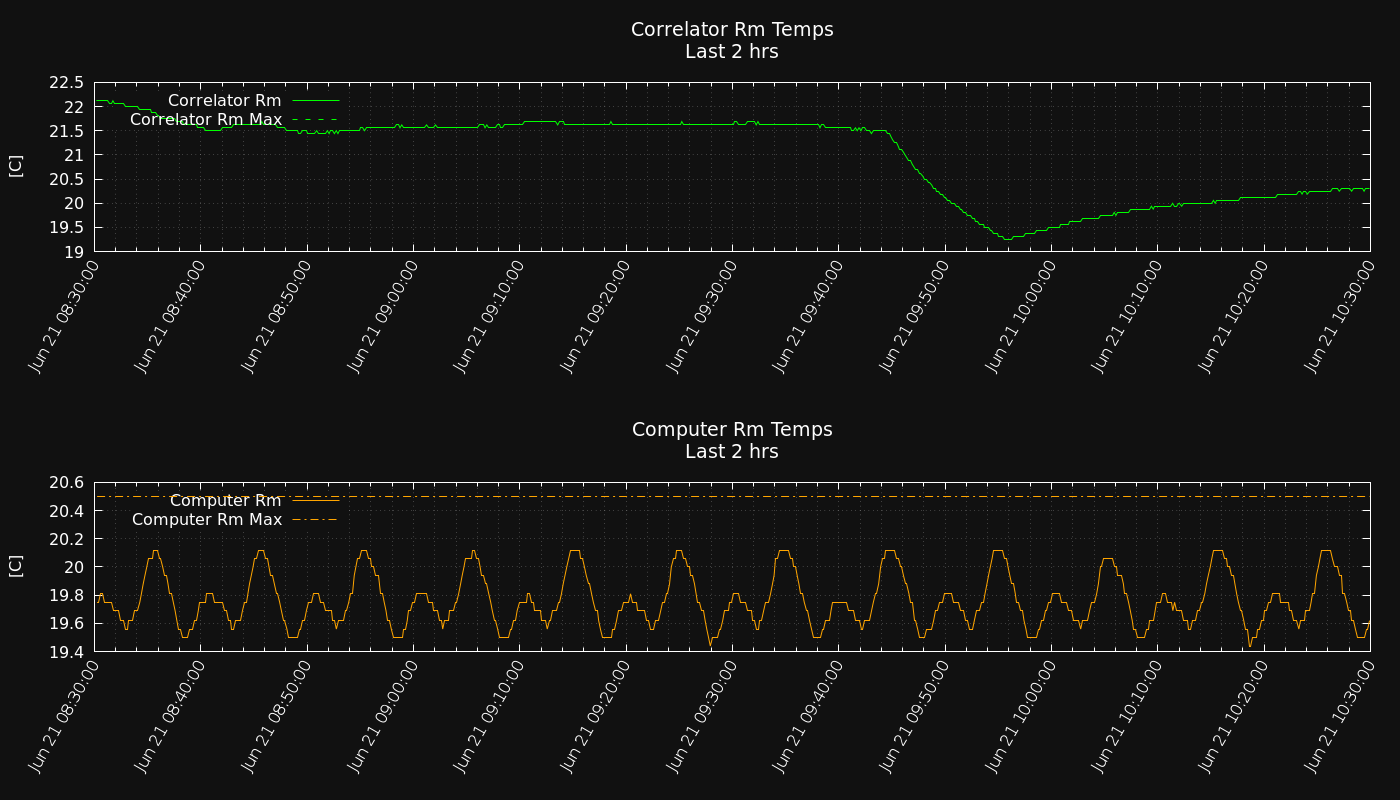 Correlator Rm Temps
Last 2 hrs
22.5
22
21.5
21
20.5
20
19.5
19
[C]
Correlator Rm
Correlator Rm Max
Jun 21 08:30:00
Jun 21 08:40:00
Jun 21 08:50:00
Jun 21 09:00:00
Jun 21 09:10:00
Jun 21 09:20:00
Jun 21 09:30:00
Jun 21 09:40:00
Jun 21 09:50:00
Jun 21 10:00:00
Jun 21 10:10:00
Jun 21 10:20:00
Jun 21 10:30:00
Computer Rm Temps
Last 2 hrs
20.6
20.4
20.2
20
19.8
19.6
19.4
[C]
Computer Rm
Computer Rm Max
Jun 21 08:30:00
Jun 21 08:40:00
Jun 21 08:50:00
Jun 21 09:00:00
Jun 21 09:10:00
Jun 21 09:20:00
Jun 21 09:30:00
Jun 21 09:40:00
Jun 21 09:50:00
Jun 21 10:00:00
Jun 21 10:10:00
Jun 21 10:20:00
Jun 21 10:30:00